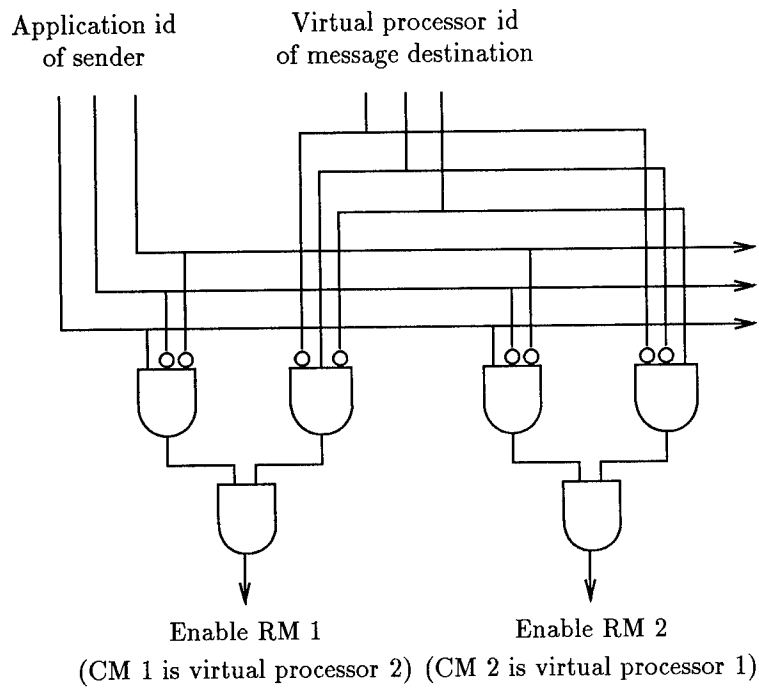 Application id
of sender
Virtual processor id
of message destination
Enable RM 1
(CM 1 is virtual processor 2)
Enable RM 2
(CM 2 is virtual processor 1)